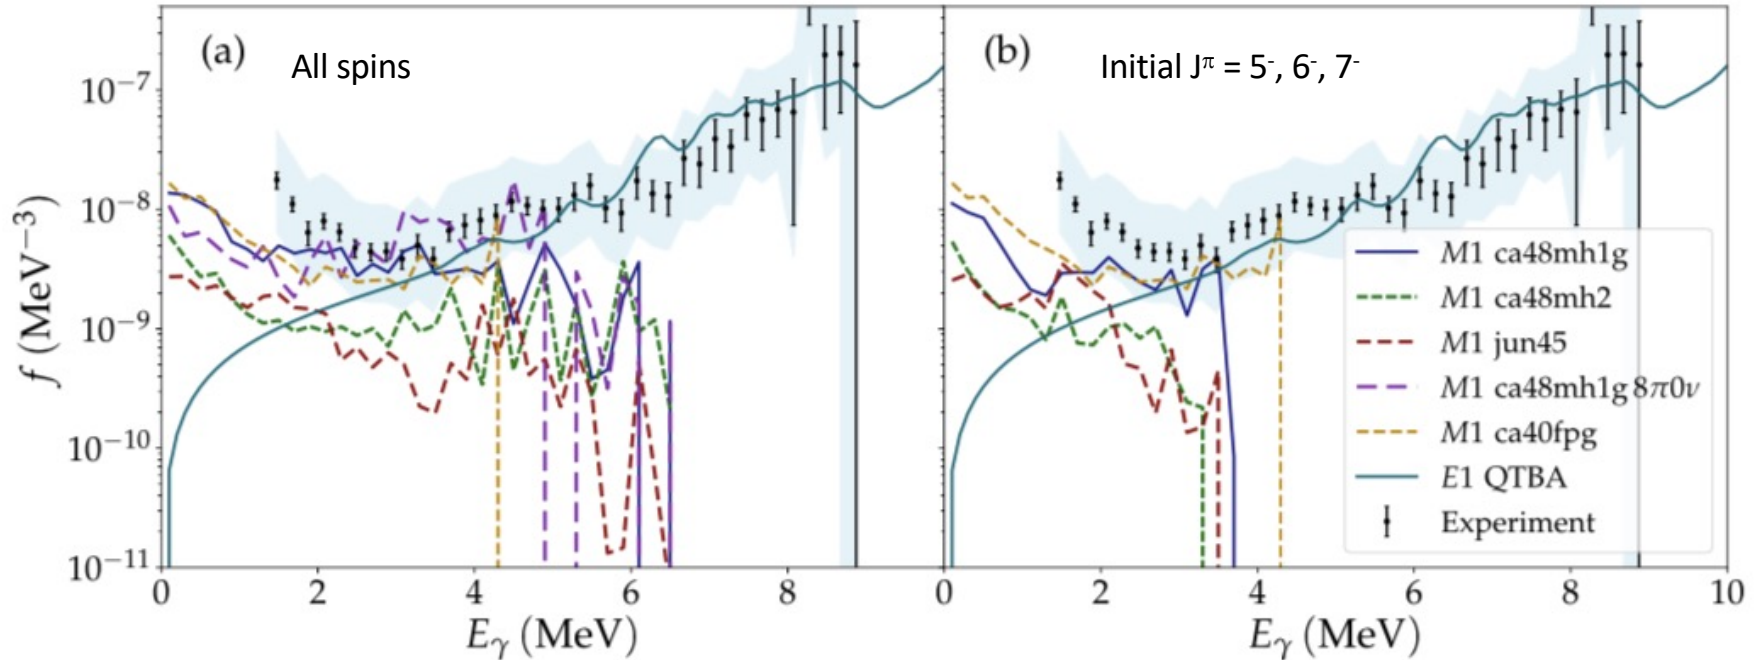 (a) All spins
(b) Initial Jπ = 5-, 6-, 7-
f (MeV−3)
10−7
10−8
10−9
10−10
10−11
0 2 4 6 8
0 2 4 6 8 10
Eγ (MeV)
Eγ (MeV)
M1 ca48mh1g
M1 ca48mh2
M1 jun45
M1 ca48mh1g 8π0ν
M1 ca40fpg
E1 QTBA
Experiment